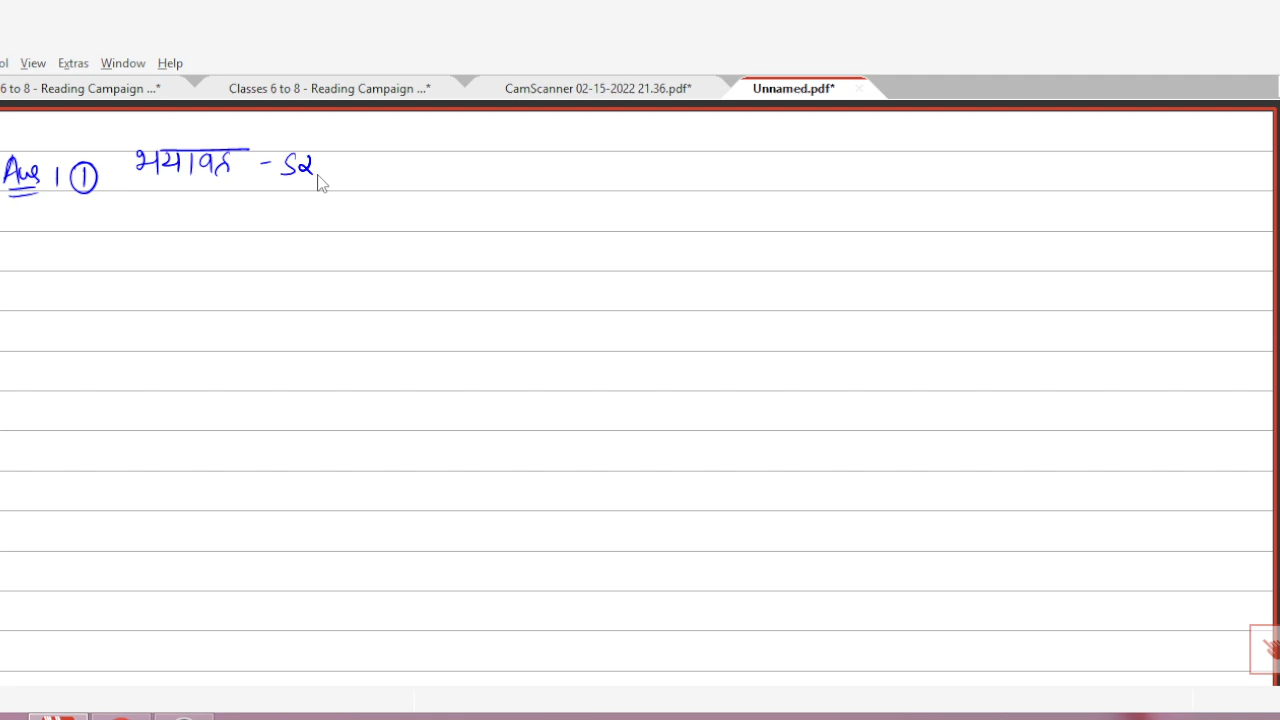 ol View Extras Window Help
6 to 8 - Reading Campaign ...* Classes 6 to 8 - Reading Campaign ...* CamScanner 02-15-2022 21.36.pdf* Unnamed.pdf*
Ans 1 ① भयावह - डर